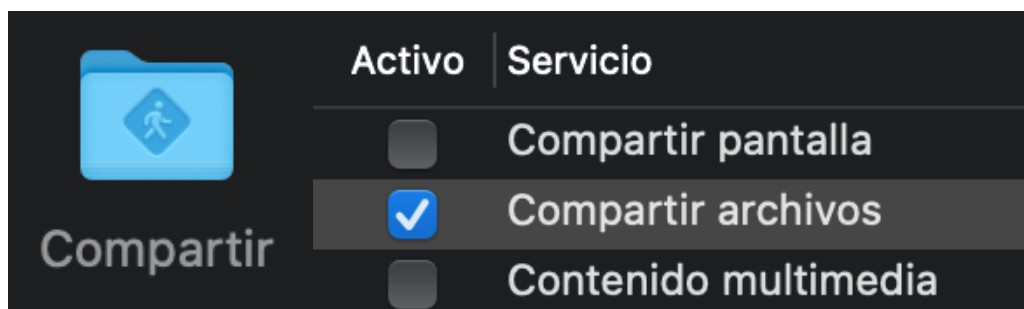 Activo Servicio
Compartir pantalla
Compartir archivos
Contenido multimedia
Compartir